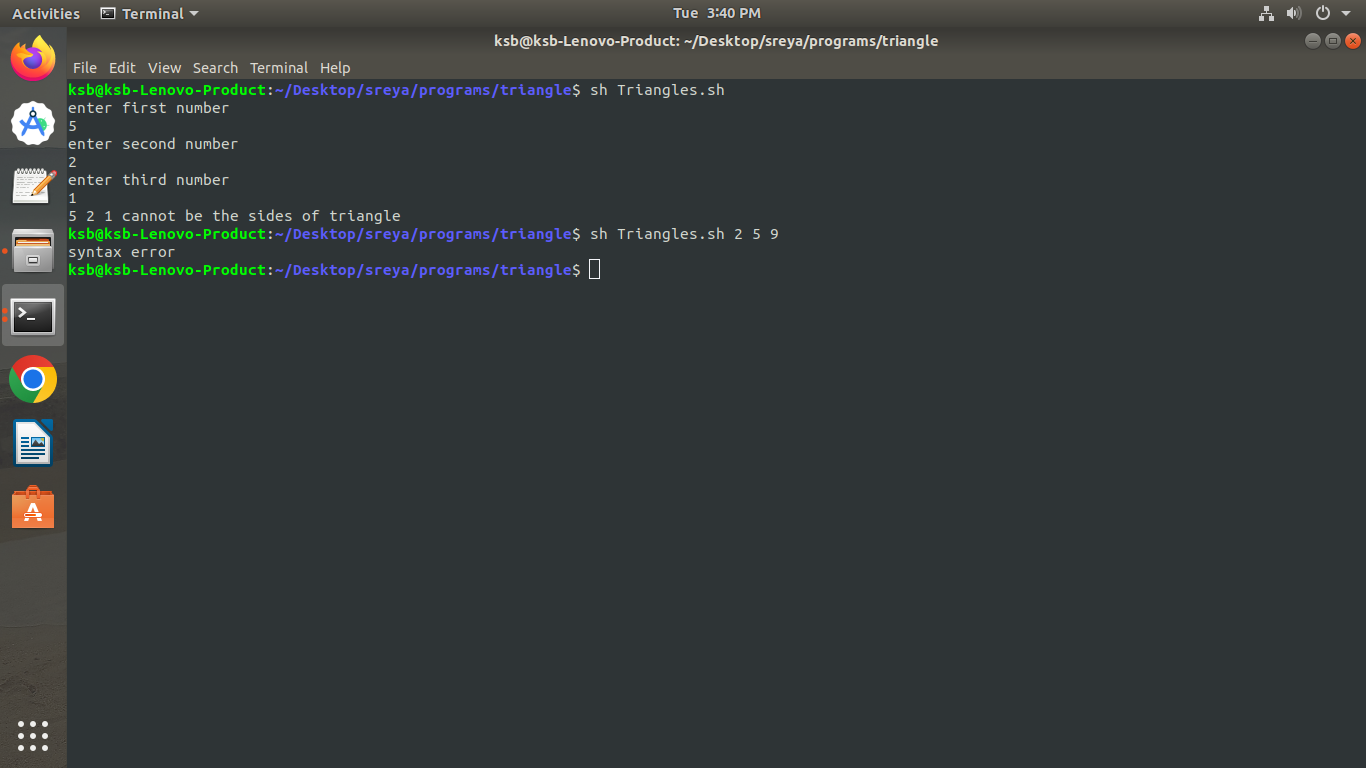 Activities Terminal Tue 3:40 PM
ksb@ksb-Lenovo-Product: ~/Desktop/sreya/programs/triangle
File Edit View Search Terminal Help
ksb@ksb-Lenovo-Product:~/Desktop/sreya/programs/triangle$ sh Triangles.sh
enter first number
5
enter second number
2
enter third number
1
5 2 1 cannot be the sides of triangle
ksb@ksb-Lenovo-Product:~/Desktop/sreya/programs/triangle$ sh Triangles.sh 2 5 9
syntax error
ksb@ksb-Lenovo-Product:~/Desktop/sreya/programs/triangle$